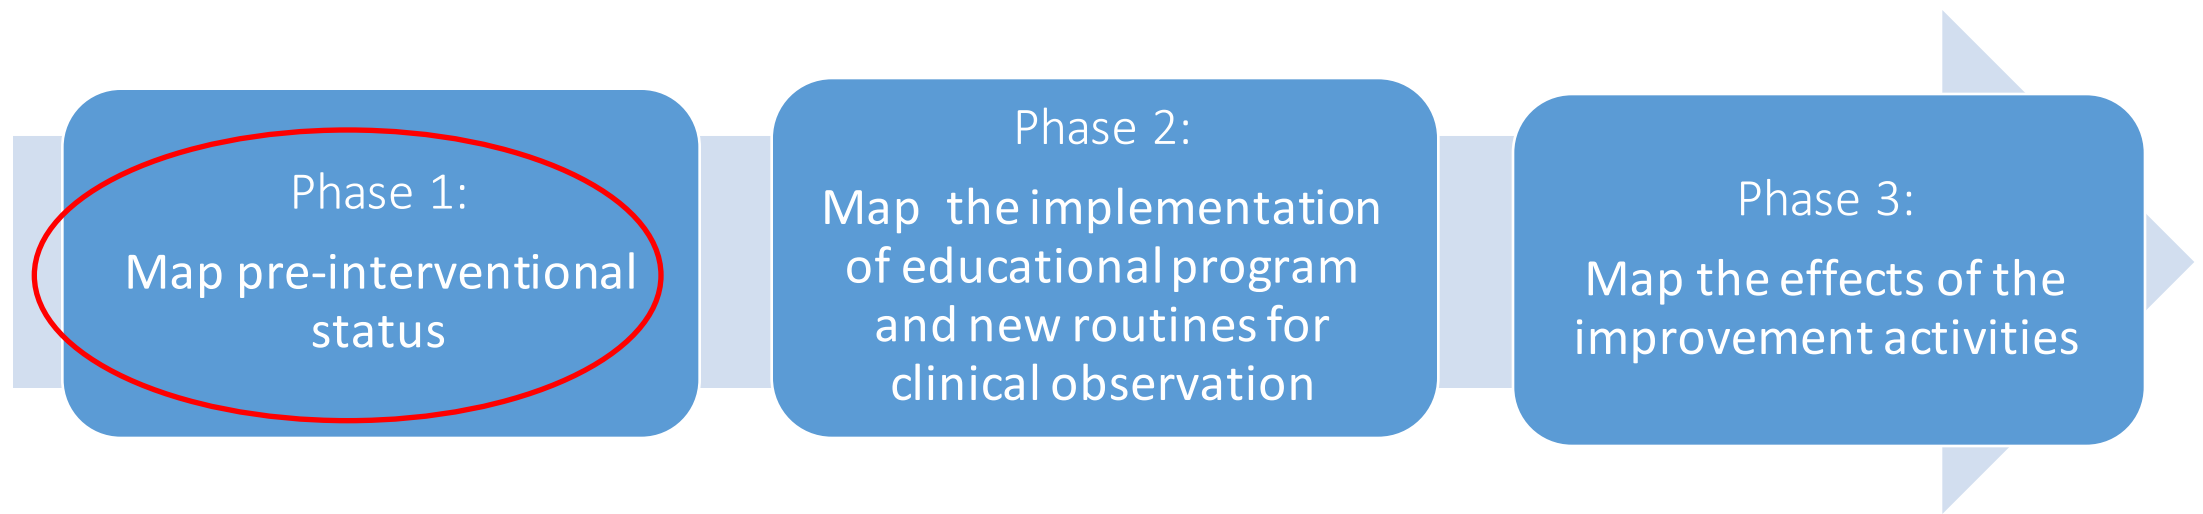 Phase 1:
Map pre-interventional
status
Phase 2:
Map the implementation
of educational program
and new routines for
clinical observation
Phase 3:
Map the effects of the
improvement activities